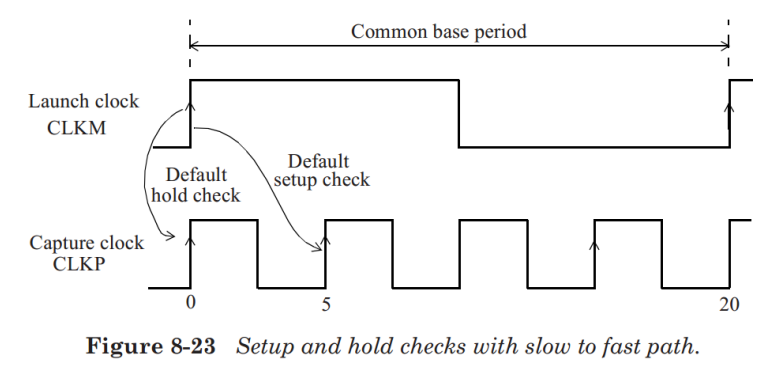 Common base period
Launch clock
CLKM
Default
hold check
Default
setup check
Capture clock
CLKP
0
5
20
Figure 8-23 Setup and hold checks with slow to fast path.